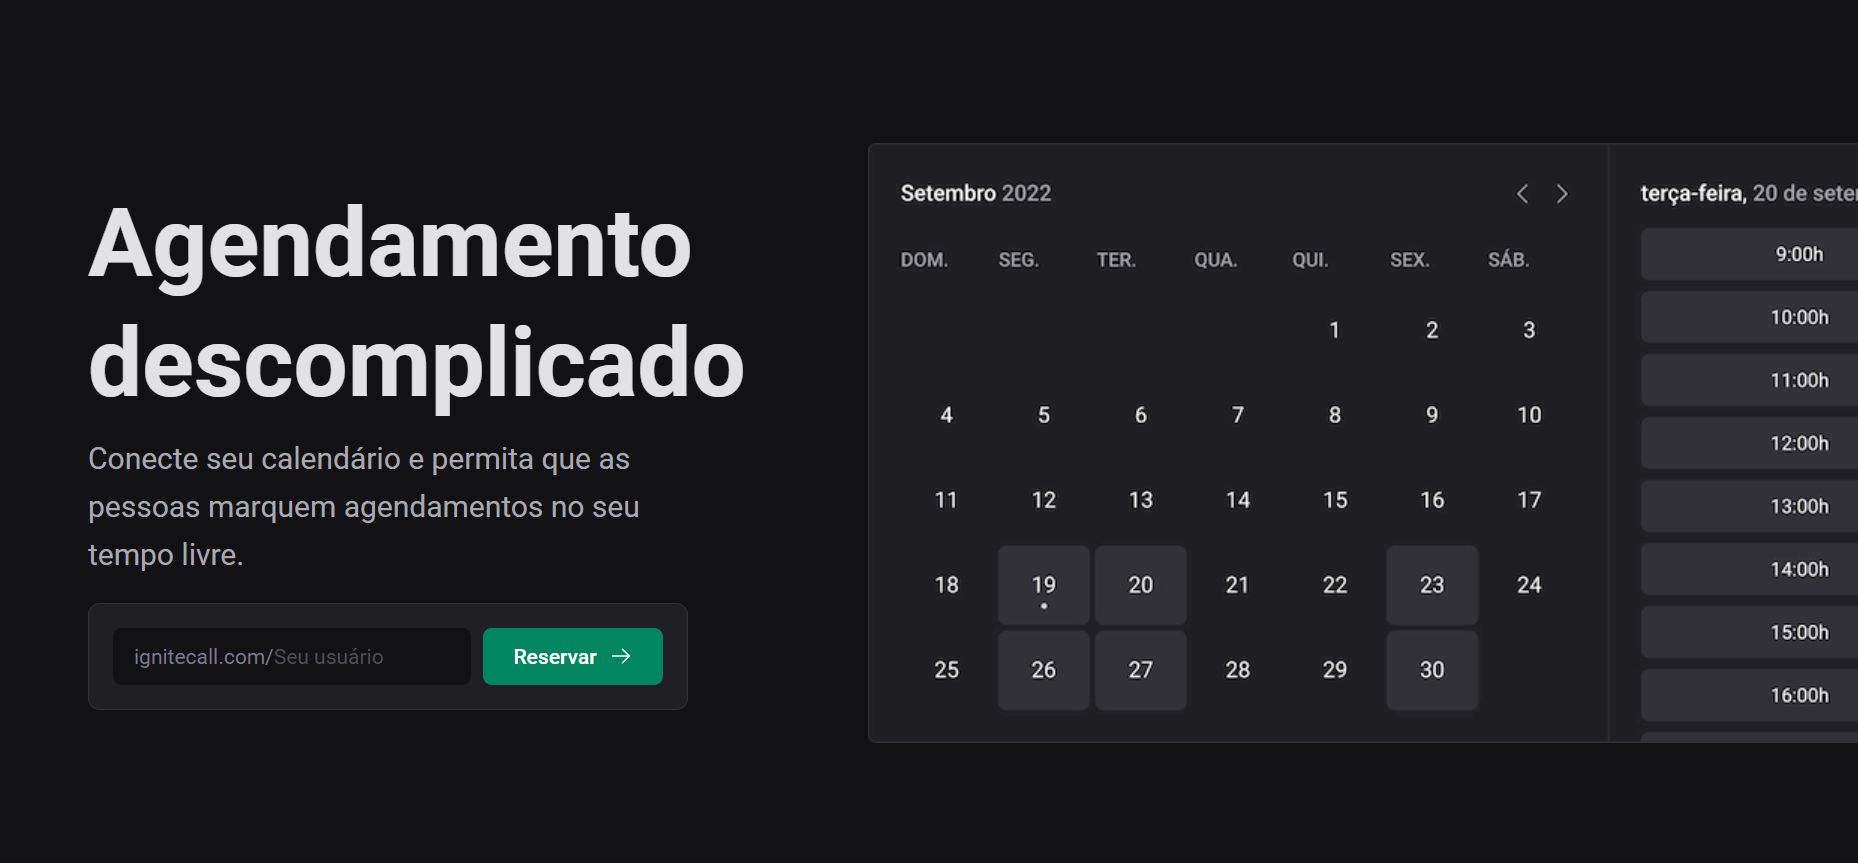 Agendamento
descomplicado
Conecte seu calendário e permita que as
pessoas marquem agendamentos no seu
tempo livre.
ignitecall.com/Seu usuário
Reservar
Setembro 2022
DOM. SEG. TER. QUA. QUI. SEX. SÁB.
1 2 3
4 5 6 7 8 9 10
11 12 13 14 15 16 17
18 19 20 21 22 23 24
25 26 27 28 29 30
terça-feira, 20 de
9:00h
10:00h
11:00h
12:00h
13:00h
14:00h
15:00h
16:00h